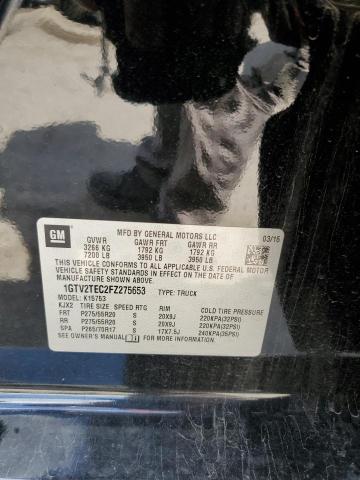 GM
MFD BY GENERAL MOTORS LLC
03/15
GVWR GAWR FRT GAWR RR
3266 KG 1792 KG 1792 KG
7200 LB 3950 LB 3950 LB
THIS VEHICLE CONFORMS TO ALL APPLICABLE U.S. FEDERAL
MOTOR VEHICLE SAFETY STANDARDS IN EFFECT ON THE DATE OF
MANUFACTURE SHOWN ABOVE.
1GTV2TEC2FZ275653 TYPE: TRUCK
MODEL: K15753
KJX2 TIRE SIZE SPEED RTG RIM COLD TIRE PRESSURE
FRT P275/55R20 S 20X9J 220KPA(32PSI)
RR P275/55R20 S 20X9J 220KPA(32PSI)
SPA P265/70R17 S 17X7.5J 240KPA(35PSI)
SEE OWNER'S MANUAL FOR ADDITIONAL INFORMATION.